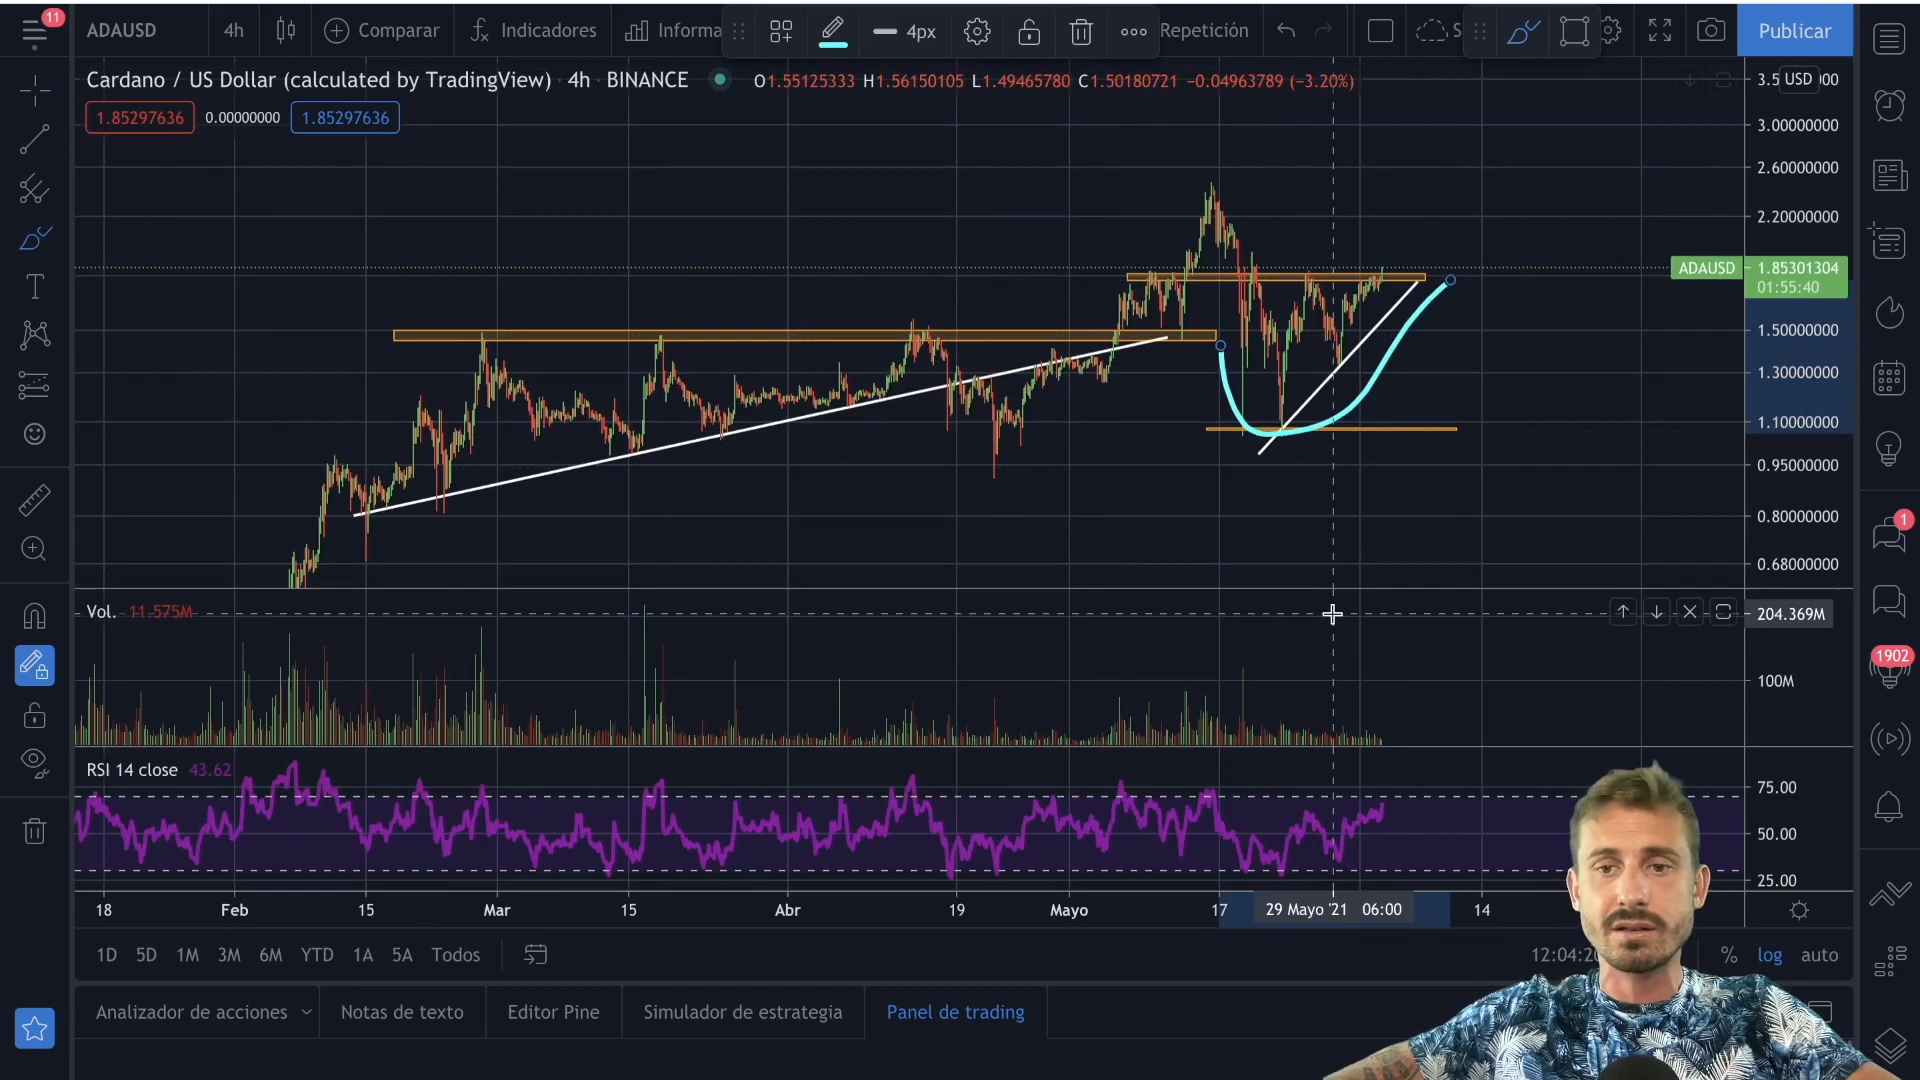 11
ADAUSD
4h
Comparar
Indicadores
Informa
4px
Repetición
S
Publicar
Cardano / US Dollar (calculated by TradingView) · 4h · BINANCE
O1.55125333 H1.56150105 L1.49465780 C1.50180721 −0.04963789 (−3.20%)
1.85297636
0.00000000
1.85297636
USD
3.00000000
2.60000000
2.20000000
ADAUSD
1.85301304
01:55:40
1.50000000
1.30000000
1.10000000
0.95000000
0.80000000
0.68000000
Vol. 11.575M
204.369M
100M
1
1902
RSI 14 close 43.62
75.00
50.00
25.00
18
Feb
15
Mar
15
Abr
19
Mayo
17
29 Mayo '21 06:00
14
1D
5D
1M
3M
6M
YTD
1A
5A
Todos
%
log
auto
Analizador de acciones
Notas de texto
Editor Pine
Simulador de estrategia
Panel de trading